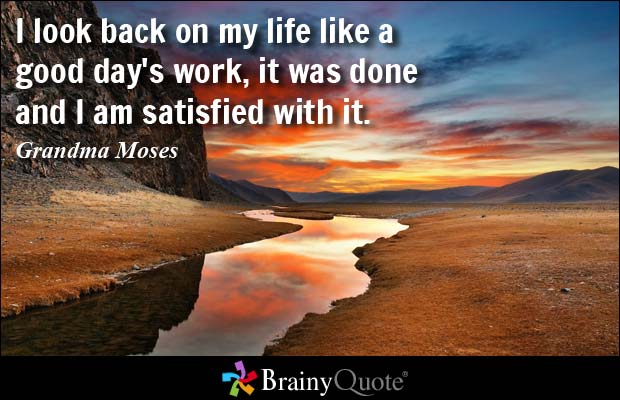 I look back on my life like a
good day's work, it was done
and I am satisfied with it.
Grandma Moses
BrainyQuote®